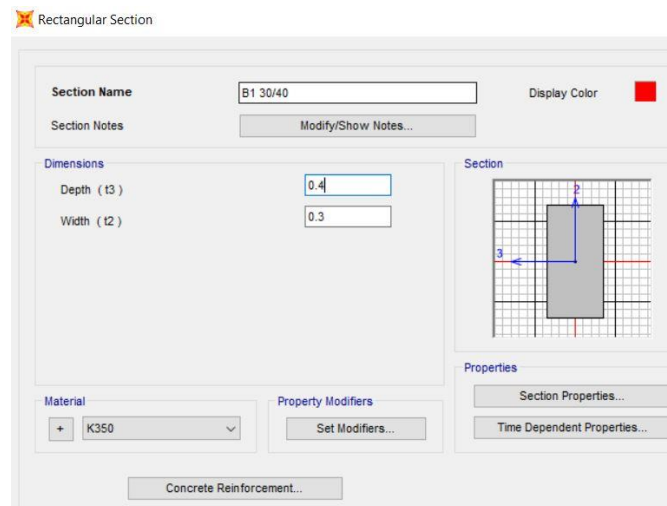 Rectangular Section
Section Name B1 30/40 Display Color
Section Notes Modify/Show Notes...
Dimensions
Depth ( t3 ) 0.4
Width ( t2 ) 0.3
Section
2
3
Properties
Section Properties...
Time Dependent Properties...
Material
+ K350
Property Modifiers
Set Modifiers...
Concrete Reinforcement...